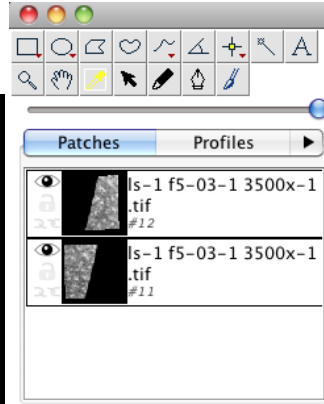 A
Patches Profiles
ls-1 f5-03-1 3500x-1
.tif
#12
ls-1 f5-03-1 3500x-1
.tif
#11